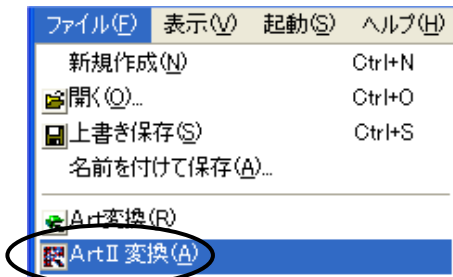 ファイル(F) 表示(V) 起動(S) ヘルプ(H)
新規作成(N) Ctrl+N
開く(O)... Ctrl+O
上書き保存(S) Ctrl+S
名前を付けて保存(A)...
Art変換(R)
ArtⅡ変換(A)